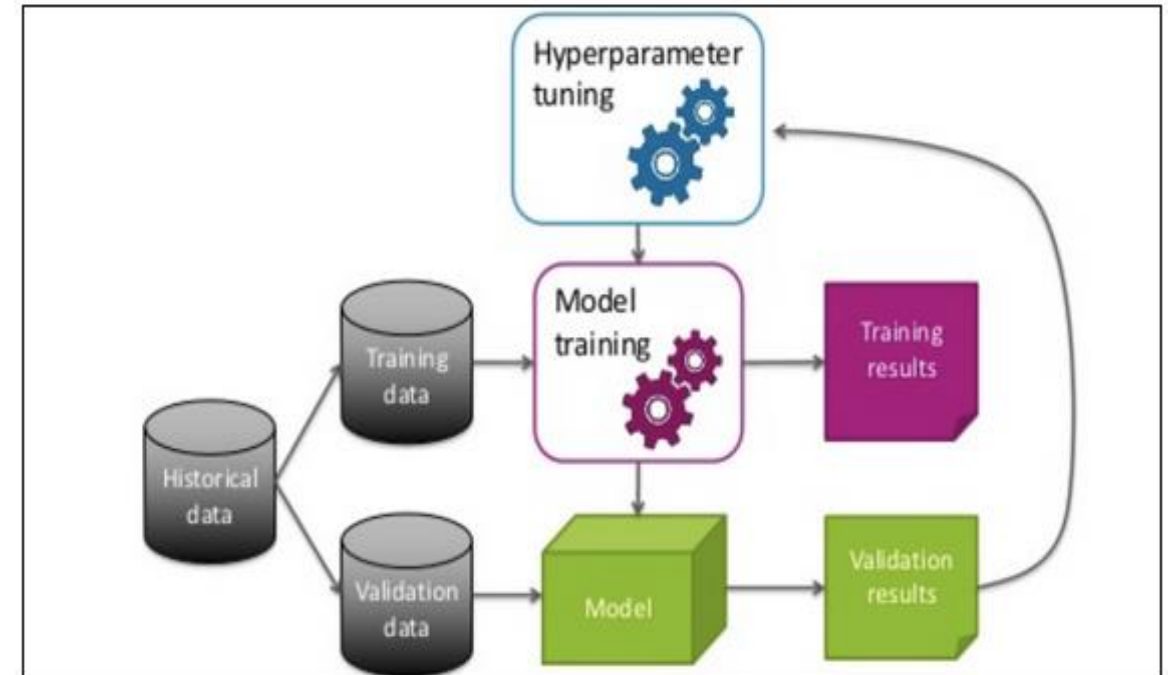 Hyperparameter
tuning
Model
training
Training
results
Training
data
Historical
data
Validation
data
Model
Validation
results